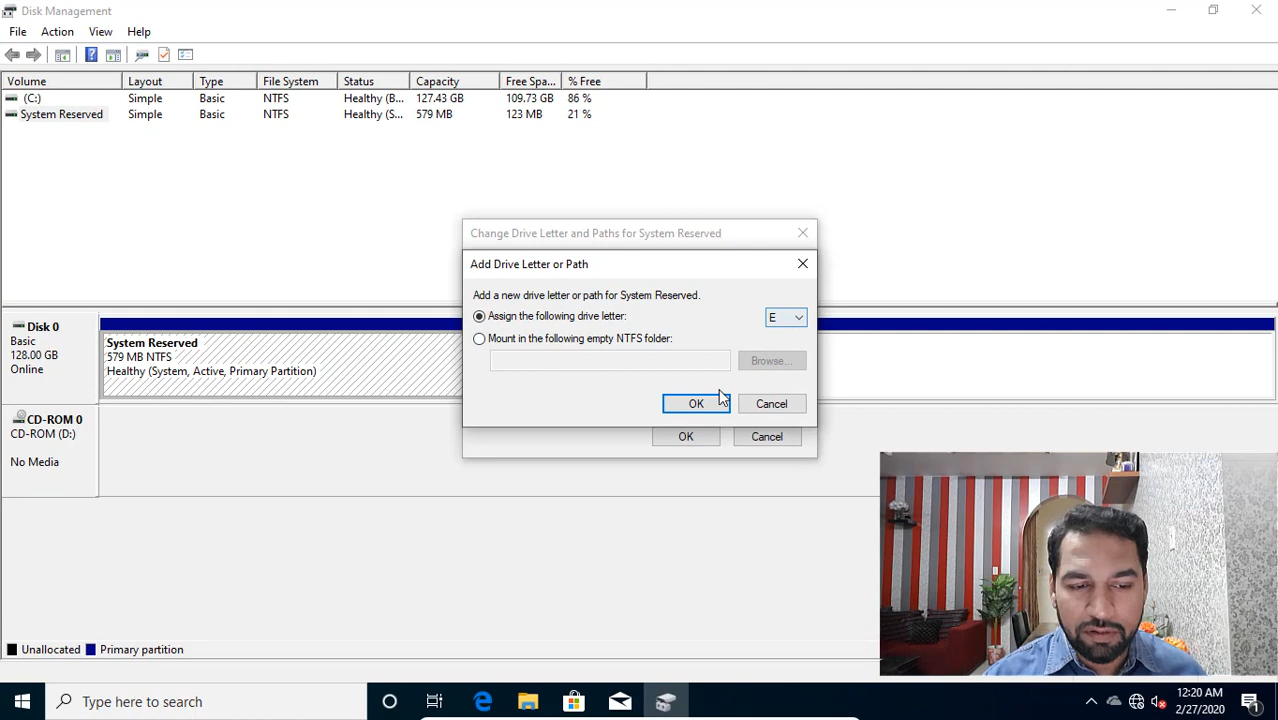 Disk Management
File Action View Help
Volume Layout Type File System Status Capacity Free Spa... % Free
(C:) Simple Basic NTFS Healthy (B... 127.43 GB 109.73 GB 86 %
System Reserved Simple Basic NTFS Healthy (S... 579 MB 123 MB 21 %
Change Drive Letter and Paths for System Reserved
Add Drive Letter or Path
Add a new drive letter or path for System Reserved.
Assign the following drive letter: E
Mount in the following empty NTFS folder:
Browse...
OK Cancel
OK Cancel
Disk 0
Basic
128.00 GB
Online
System Reserved
579 MB NTFS
Healthy (System, Active, Primary Partition)
CD-ROM 0
CD-ROM (D:)
No Media
Unallocated Primary partition
Type here to search
12:20 AM
2/27/2020
1